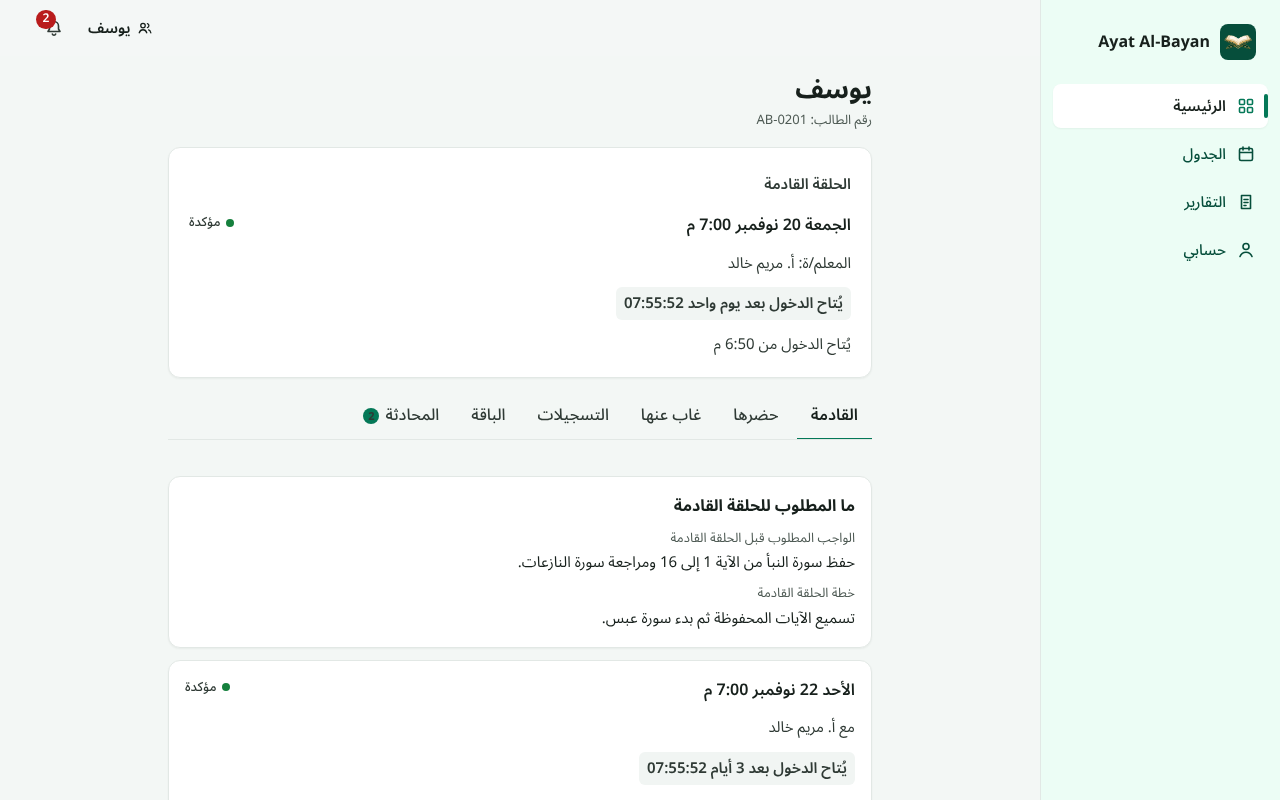 Ayat Al-Bayan
الرئيسية
الجدول
التقارير
حسابي
يوسف
2
يوسف
رقم الطالب: AB-0201
الحلقة القادمة
الجمعة 20 نوفمبر 7:00 م
مؤكدة
المعلم/ة: أ. مريم خالد
يُتاح الدخول بعد يوم واحد 07:55:52
يُتاح الدخول من 6:50 م
القادمة
حضرها
غاب عنها
التسجيلات
الباقة
المحادثة 2
ما المطلوب للحلقة القادمة
الواجب المطلوب قبل الحلقة القادمة
حفظ سورة النبأ من الآية 1 إلى 16 ومراجعة سورة النازعات.
خطة الحلقة القادمة
تسميع الآيات المحفوظة ثم بدء سورة عبس.
الأحد 22 نوفمبر 7:00 م
مؤكدة
مع أ. مريم خالد
يُتاح الدخول بعد 3 أيام 07:55:52